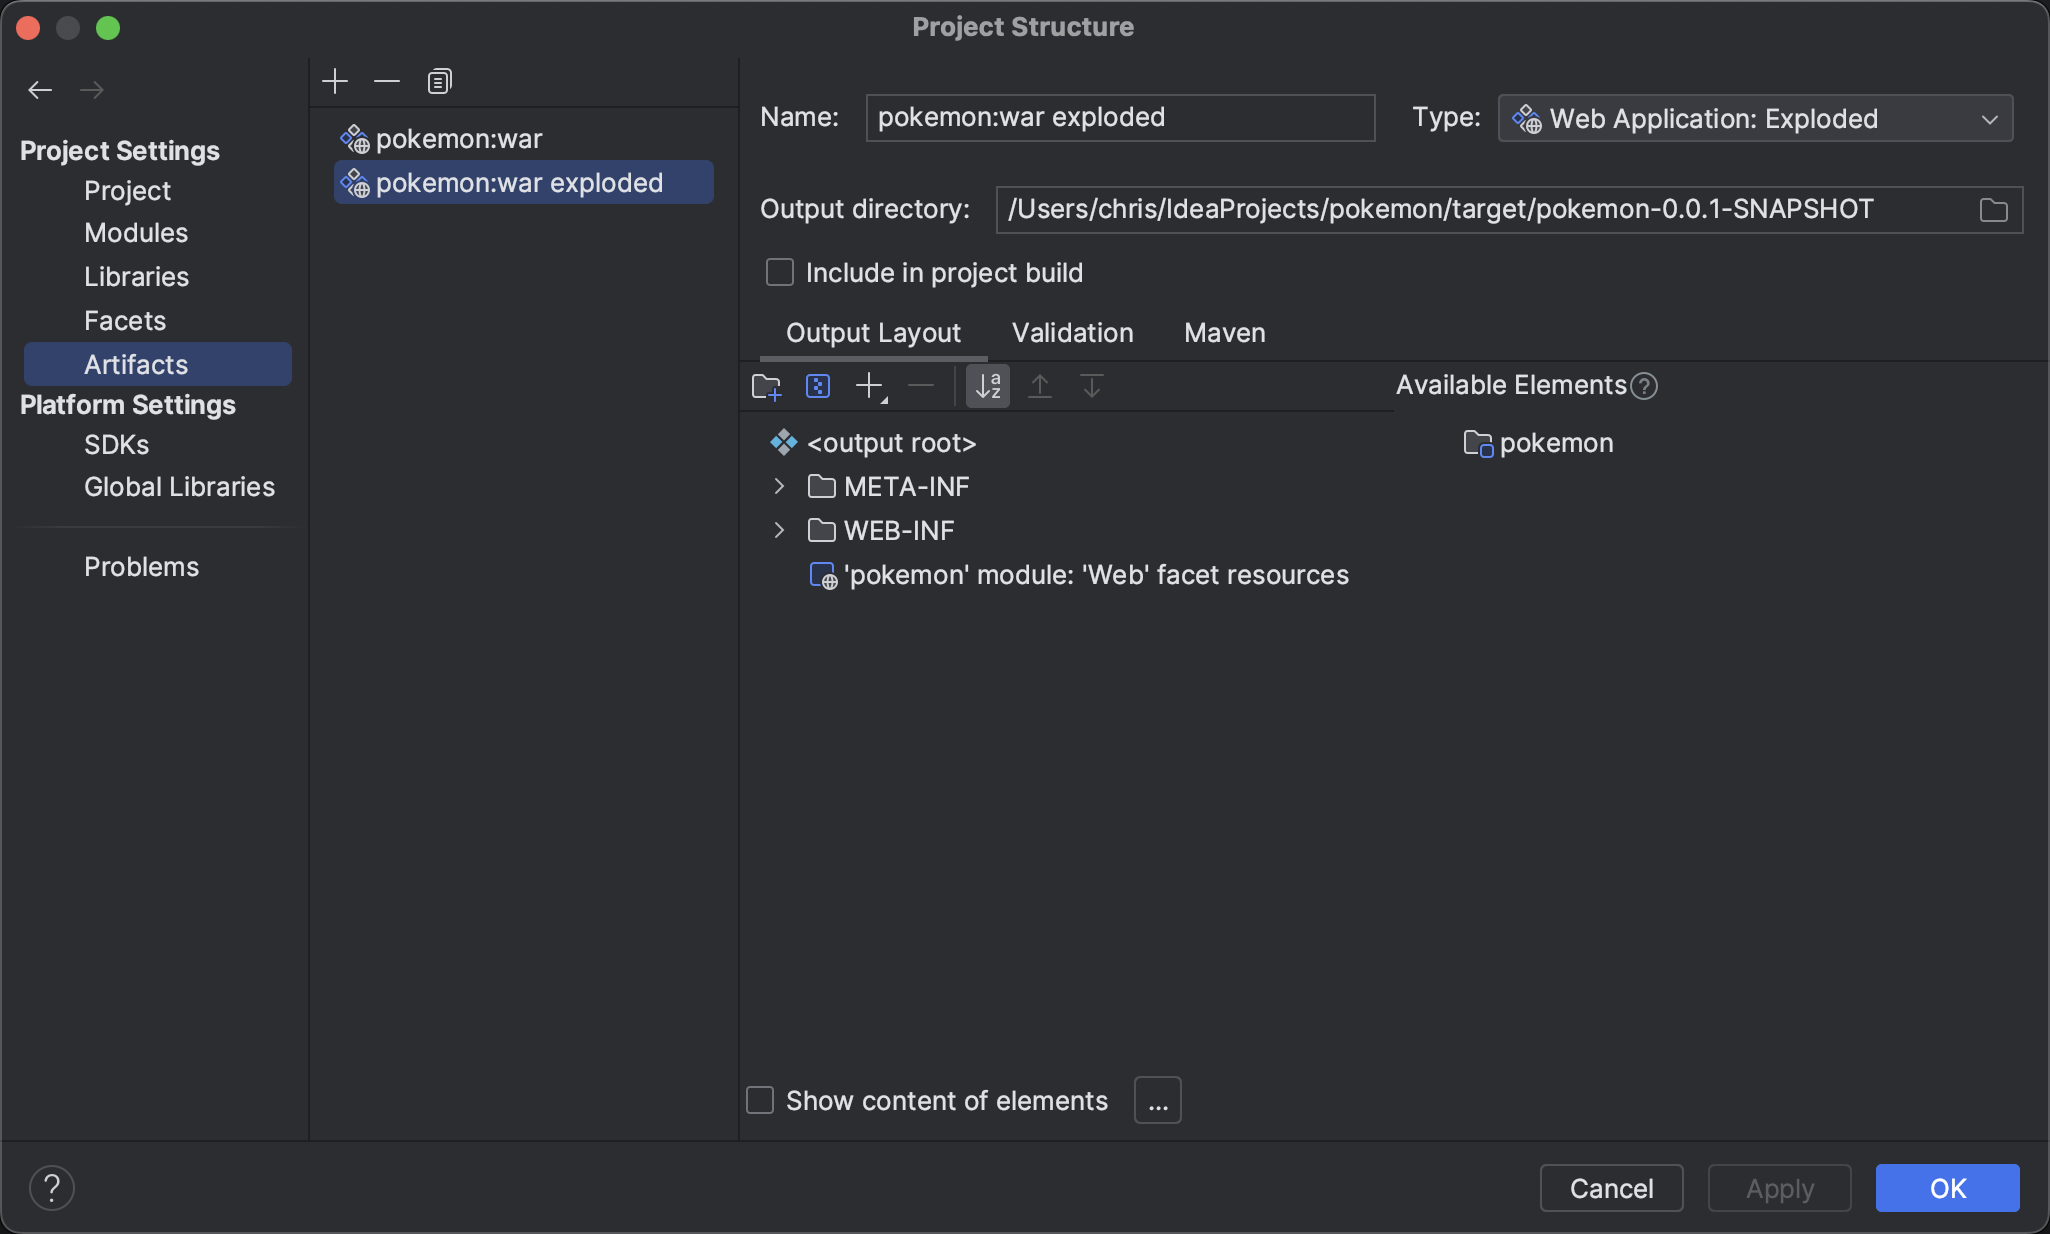 Project Structure
Project Settings
Project
Modules
Libraries
Facets
Artifacts
Platform Settings
SDKs
Global Libraries
Problems
pokemon:war
pokemon:war exploded
Name: pokemon:war exploded Type: Web Application: Exploded
Output directory: /Users/chris/IdeaProjects/pokemon/target/pokemon-0.0.1-SNAPSHOT
Include in project build
Output Layout Validation Maven
Available Elements ?
<output root>
META-INF
WEB-INF
'pokemon' module: 'Web' facet resources
pokemon
Show content of elements ...
? Cancel Apply OK